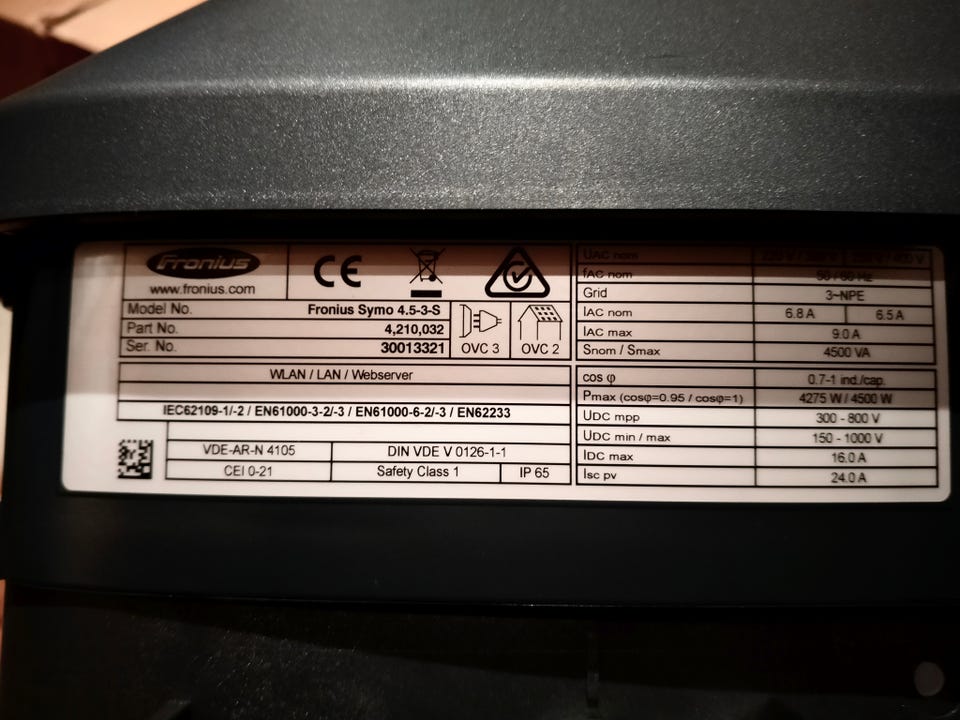 Fronius
www.fronius.com
CE
Model No. Fronius Symo 4.5-3-S
Part No. 4,210,032
Ser. No. 30013321
OVC 3 OVC 2
WLAN / LAN / Webserver
IEC62109-1/-2 / EN61000-3-2/-3 / EN61000-6-2/-3 / EN62233
VDE-AR-N 4105 DIN VDE V 0126-1-1
CEI 0-21 Safety Class 1 IP 65
UAC nom
fAC nom 50 / 60 Hz
Grid 3~NPE
IAC nom 6.8 A 6.5 A
IAC max 9.0 A
Snom / Smax 4500 VA
cos φ 0.7-1 ind./cap.
Pmax (cosφ=0.95 / cosφ=1) 4275 W / 4500 W
UDC mpp 300 - 800 V
UDC min / max 150 - 1000 V
IDC max 16.0 A
Isc pv 24.0 A